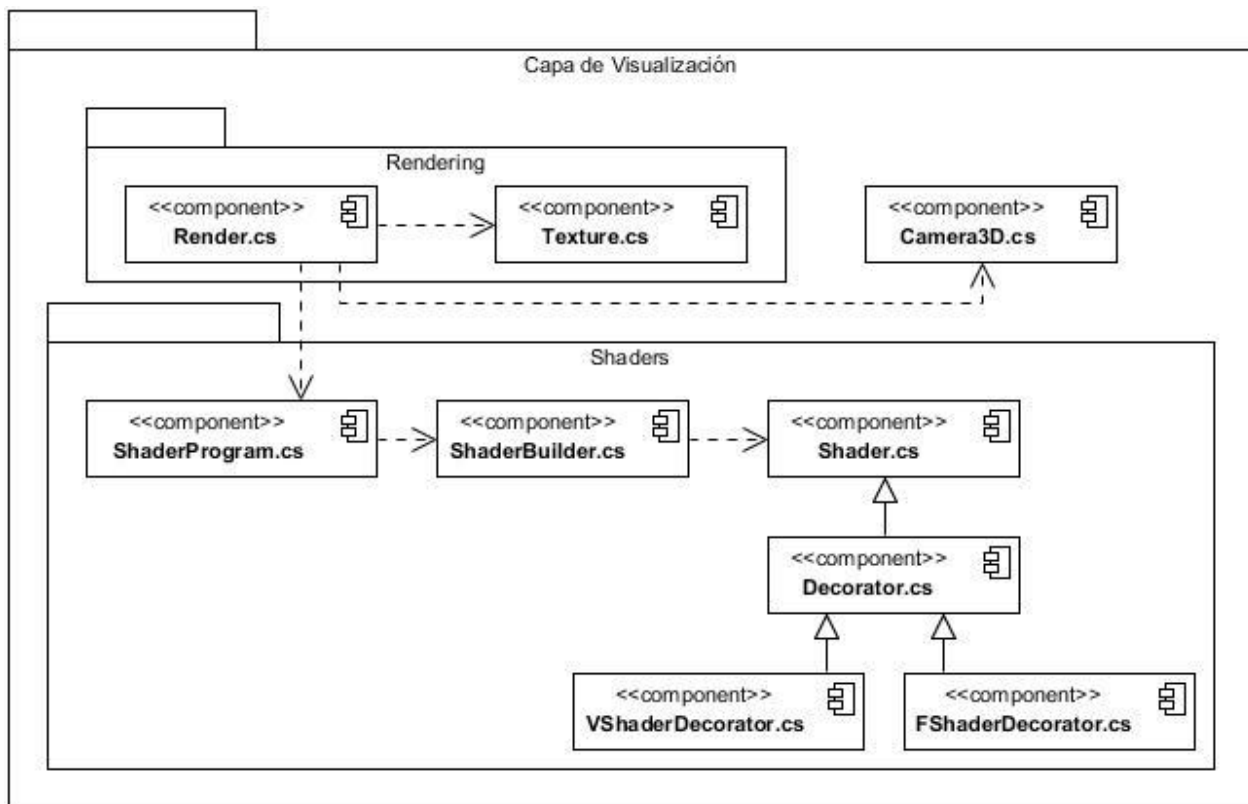 Capa de Visualización
Rendering
<<component>>
Render.cs
<<component>>
Texture.cs
<<component>>
Camera3D.cs
Shaders
<<component>>
ShaderProgram.cs
<<component>>
ShaderBuilder.cs
<<component>>
Shader.cs
<<component>>
Decorator.cs
<<component>>
VShaderDecorator.cs
<<component>>
FShaderDecorator.cs